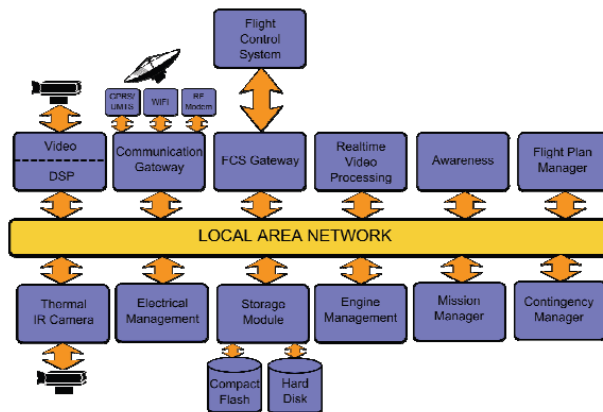 Flight
Control
System
GPRS/
UMTS
WiFi
RF
Modem
Video
DSP
Communication
Gateway
FCS Gateway
Realtime
Video
Processing
Awareness
Flight Plan
Manager
LOCAL AREA NETWORK
Thermal
IR Camera
Electrical
Management
Storage
Module
Engine
Management
Mission
Manager
Contingency
Manager
Compact
Flash
Hard
Disk